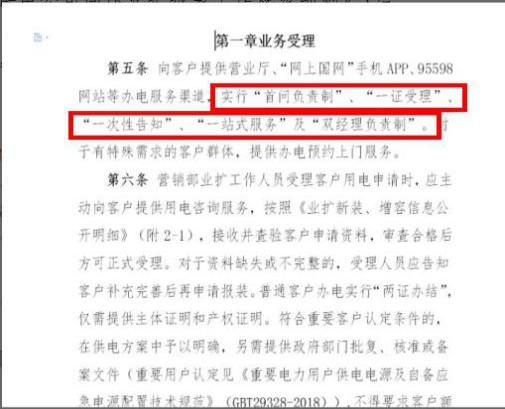 第一章业务受理
第五条 向客户提供营业厅、“网上国网”手机 APP、95598
网站等办电服务渠道，实行“首问负责制”、“一证受理”、
“一次性告知”、“一站式服务”及“双经理负责制”。对
于有特殊需求的客户群体，提供办电预约上门服务。
第六条 营销部业扩工作人员受理客户用电申请时，应主
动向客户提供用电咨询服务，按照《业扩新装、增容信息公
开明细》（附 2-1），接收并查验客户申请资料，审查合格后
方可正式受理。对于资料缺失或不完整的，受理人员应告知
客户补充完善后再申请报装。普通客户办电实行“两证办结”，
仅需提供主体证明和产权证明。符合重要客户认定条件的，
在供电方案中予以明确，另需提供政府部门批复、核准或备
案文件（重要用户认定见《重要电力用户供电电源及自备应
急电源配置技术规范》（GBT29328-2018)），不得要求客户额